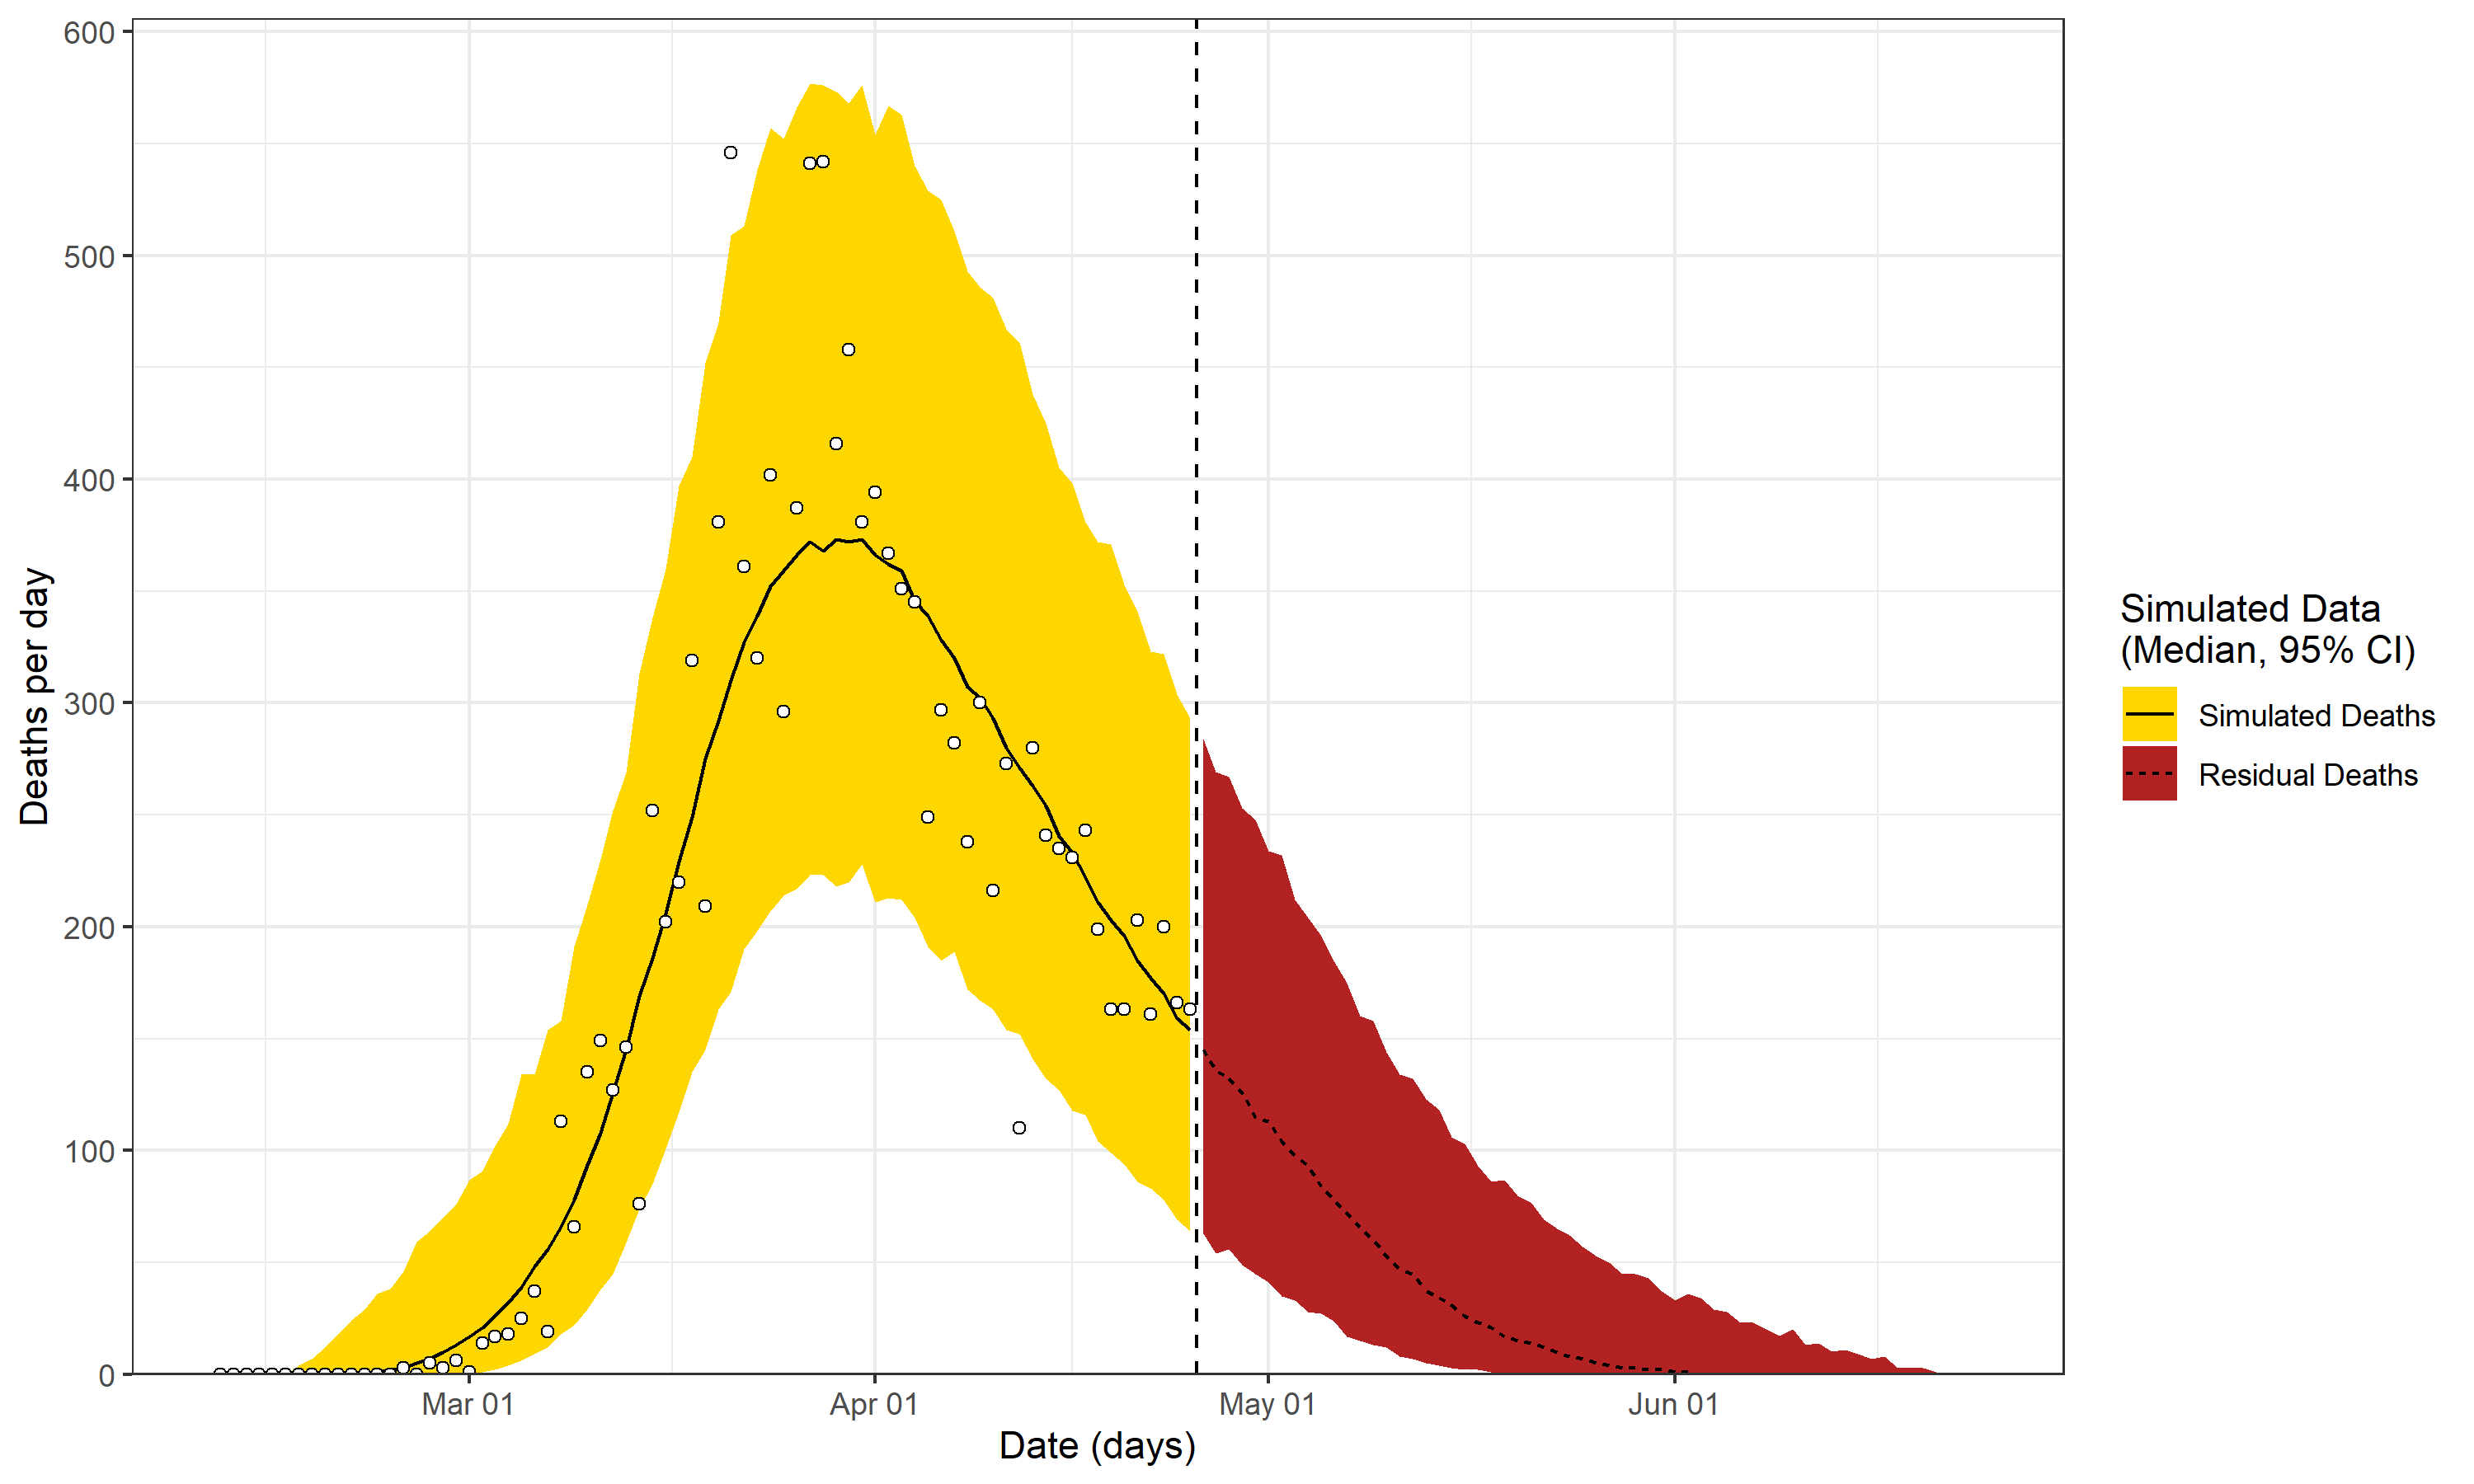 600
500
400
300
200
100
0
Deaths per day
Mar 01
Apr 01
May 01
Jun 01
Date (days)
Simulated Data
(Median, 95% CI)
Simulated Deaths
Residual Deaths